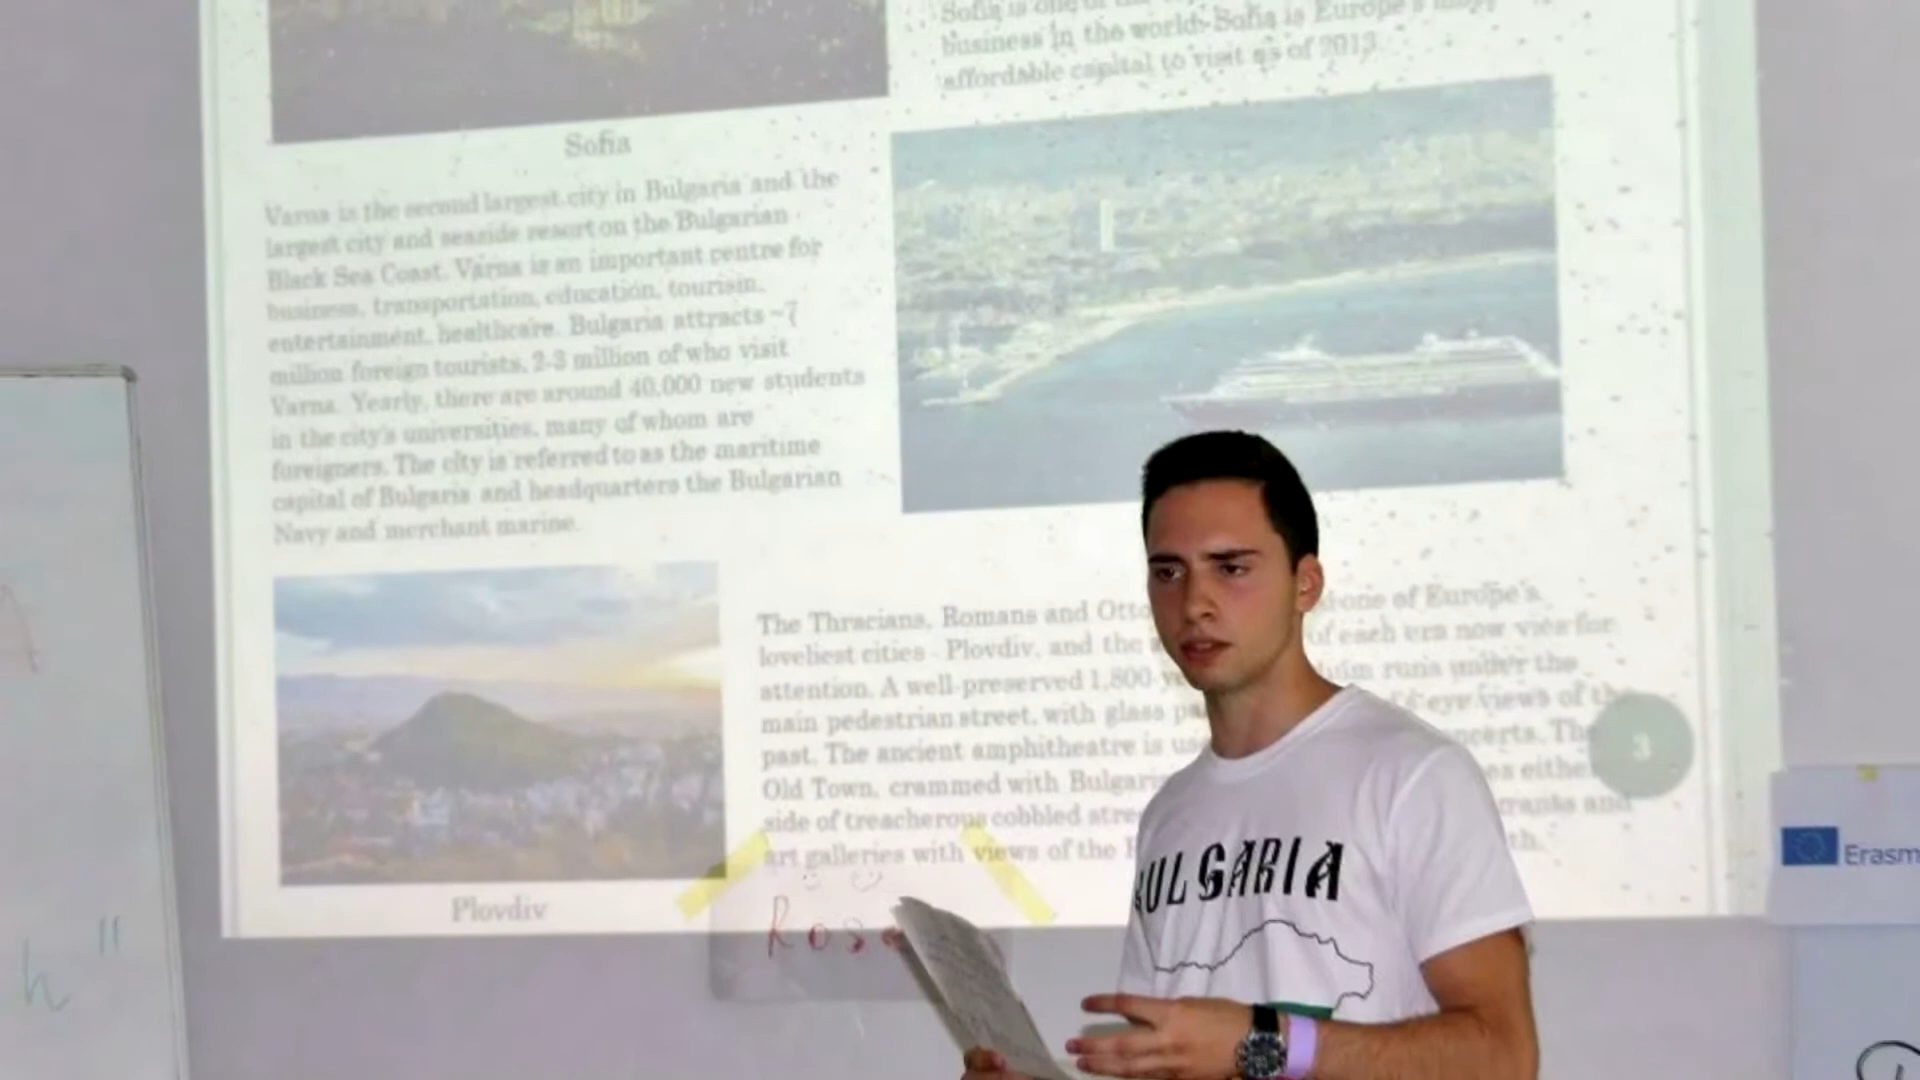 Sofia is one of the
business in the world. Sofia is Europe's most
affordable capital to visit as of 2013.
Sofia
Varna is the second largest city in Bulgaria and the
largest city and seaside resort on the Bulgarian
Black Sea Coast. Varna is an important centre for
business, transportation, education, tourism,
entertainment, healthcare. Bulgaria attracts ~7
million foreign tourists, 2-3 million of who visit
Varna. Yearly, there are around 40,000 new students
in the city's universities, many of whom are
foreigners. The city is referred to as the maritime
capital of Bulgaria and headquarters the Bulgarian
Navy and merchant marine.
The Thracians, Romans and Otto one of Europe's
loveliest cities - Plovdiv, and the of each era now vie for
attention. A well-preserved 1,800 runs under the
main pedestrian street, with glass eye views of
past. The ancient amphitheatre is The
Old Town, crammed with
side of treacherous cobbled and
art galleries with views of the
3
Plovdiv
BULGARIA
Erasm
h"